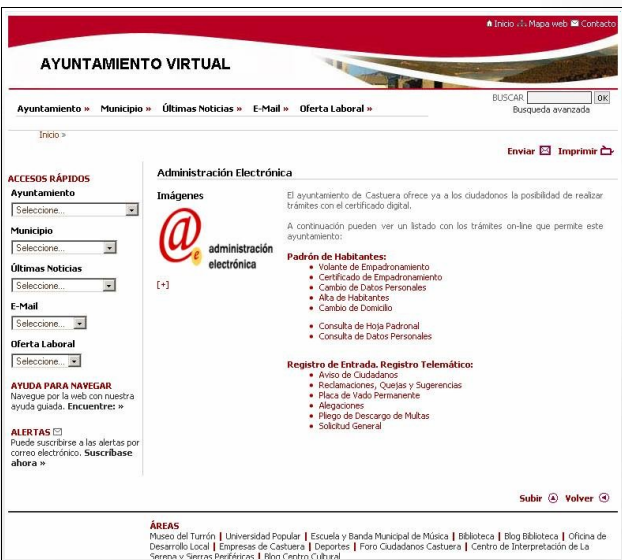 Inicio Mapa web Contacto
AYUNTAMIENTO VIRTUAL
Ayuntamiento » Municipio » Últimas Noticias » E-Mail » Oferta Laboral »
BUSCAR OK
Busqueda avanzada
Inicio »
Enviar Imprimir
ACCESOS RÁPIDOS
Ayuntamiento
Seleccione...
Municipio
Seleccione...
Últimas Noticias
Seleccione...
E-Mail
Seleccione...
Oferta Laboral
Seleccione...
AYUDA PARA NAVEGAR
Navegue por la web con nuestra
ayuda guiada. Encuentre: »
ALERTAS
Puede suscribirse a las alertas por
correo electrónico. Suscríbase
ahora »
Administración Electrónica
Imágenes
@
e
administración
electrónica
[+]
El ayuntamiento de Castuera ofrece ya a los ciudadonos la posibilidad de realizar
trámites con el certificado digital.
A continuación pueden ver un listado con los trámites on-line que permite este
ayuntamiento:
Padrón de Habitantes:
• Volante de Empadronamiento
• Certificado de Empadronamiento
• Cambio de Datos Personales
• Alta de Habitantes
• Cambio de Domicilio
• Consulta de Hoja Padronal
• Consulta de Datos Personales
Registro de Entrada. Registro Telemático:
• Aviso de Ciudadanos
• Reclamaciones, Quejas y Sugerencias
• Placa de Vado Permanente
• Alegaciones
• Pliego de Descargo de Multas
• Solicitud General
Subir Volver
ÁREAS
Museo del Turrón | Universidad Popular | Escuela y Banda Municipal de Música | Biblioteca | Blog Biblioteca | Oficina de
Desarrollo Local | Empresas de Castuera | Deportes | Foro Ciudadanos Castuera | Centro de Interpretación de La
Serena y Sierras Periféricas | Blog Centro Cultural